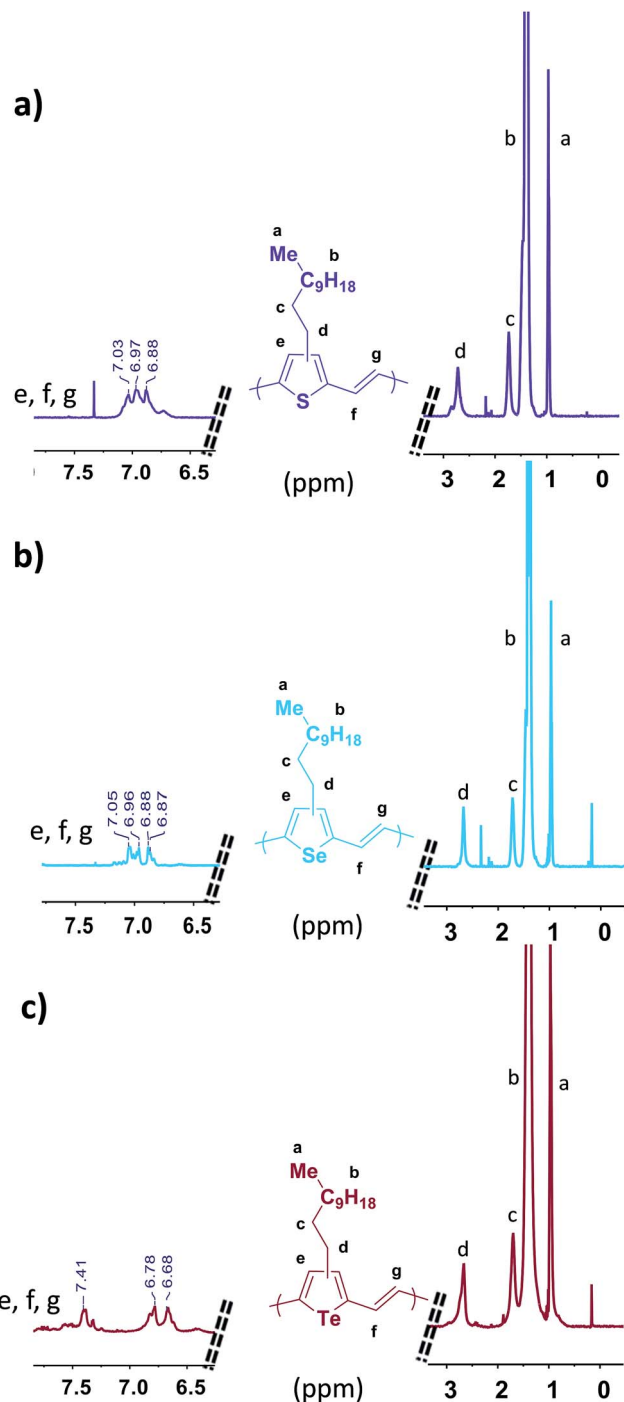 a)
b
a
a
Me
b
C₉H₁₈
c
d
e
g
S
f
7.03
6.97
6.88
e, f, g
d
c
7.5 7.0 6.5
(ppm)
3 2 1 0
b)
b
a
a
Me
b
C₉H₁₈
c
d
e
g
Se
f
7.05
6.96
6.88
6.87
e, f, g
d
c
7.5 7.0 6.5
(ppm)
3 2 1 0
c)
b
a
a
Me
b
C₉H₁₈
c
d
e
g
Te
f
7.41
6.78
6.68
e, f, g
d
c
7.5 7.0 6.5
(ppm)
3 2 1 0